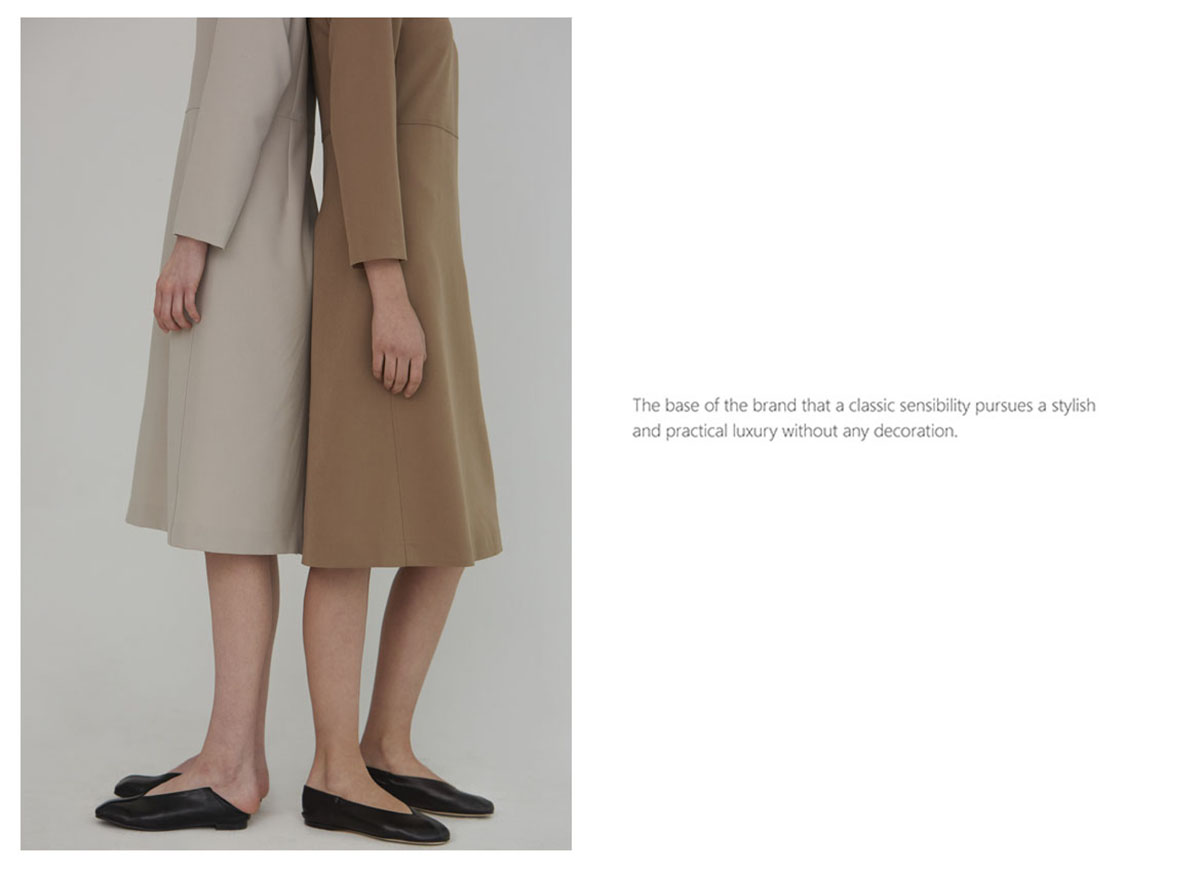 The base of the brand that a classic sensibility pursues a stylish
and practical luxury without any decoration.